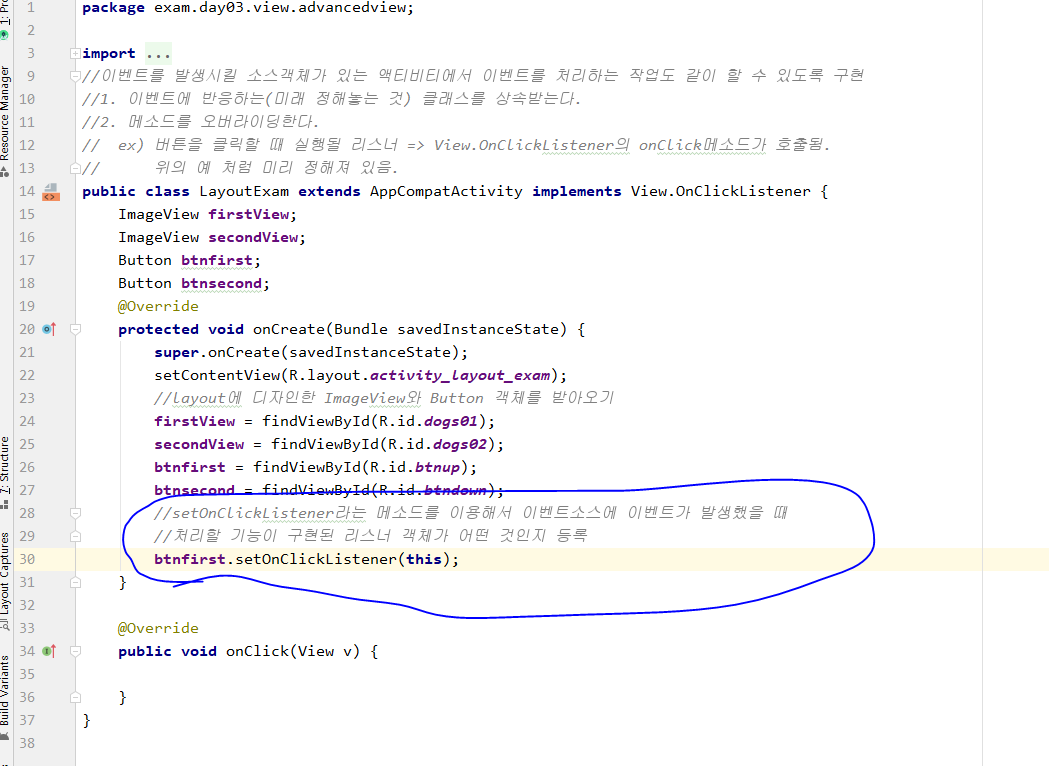 1 package exam.day03.view.advancedview;
2
3 import ...
9 //이벤트를 발생시킬 소스객체가 있는 액티비티에서 이벤트를 처리하는 작업도 같이 할 수 있도록 구현
10 //1. 이벤트에 반응하는(미래 정해놓는 것) 클래스를 상속받는다.
11 //2. 메소드를 오버라이딩한다.
12 // ex) 버튼을 클릭할 떄 실행될 리스너 => View.OnClickListener의 onClick메소드가 호출됨.
13 // 위의 예 처럼 미리 정해져 있음.
14 public class LayoutExam extends AppCompatActivity implements View.OnClickListener {
15 ImageView firstView;
16 ImageView secondView;
17 Button btnfirst;
18 Button btnsecond;
19 @Override
20 protected void onCreate(Bundle savedInstanceState) {
21 super.onCreate(savedInstanceState);
22 setContentView(R.layout.activity_layout_exam);
23 //layout에 디자인한 ImageView와 Button 객체를 받아오기
24 firstView = findViewById(R.id.dogs01);
25 secondView = findViewById(R.id.dogs02);
26 btnfirst = findViewById(R.id.btnup);
27 btnsecond = findViewById(R.id.btndown);
28 //setOnClickListener라는 메소드를 이용해서 이벤트소스에 이벤트가 발생했을 떄
29 //처리할 기능이 구현된 리스너 객체가 어떤 것인지 등록
30 btnfirst.setOnClickListener(this);
31 }
32
33 @Override
34 public void onClick(View v) {
35
36 }
37 }
38
Resource Manager
7: Structure
Layout Captures
Build Variants